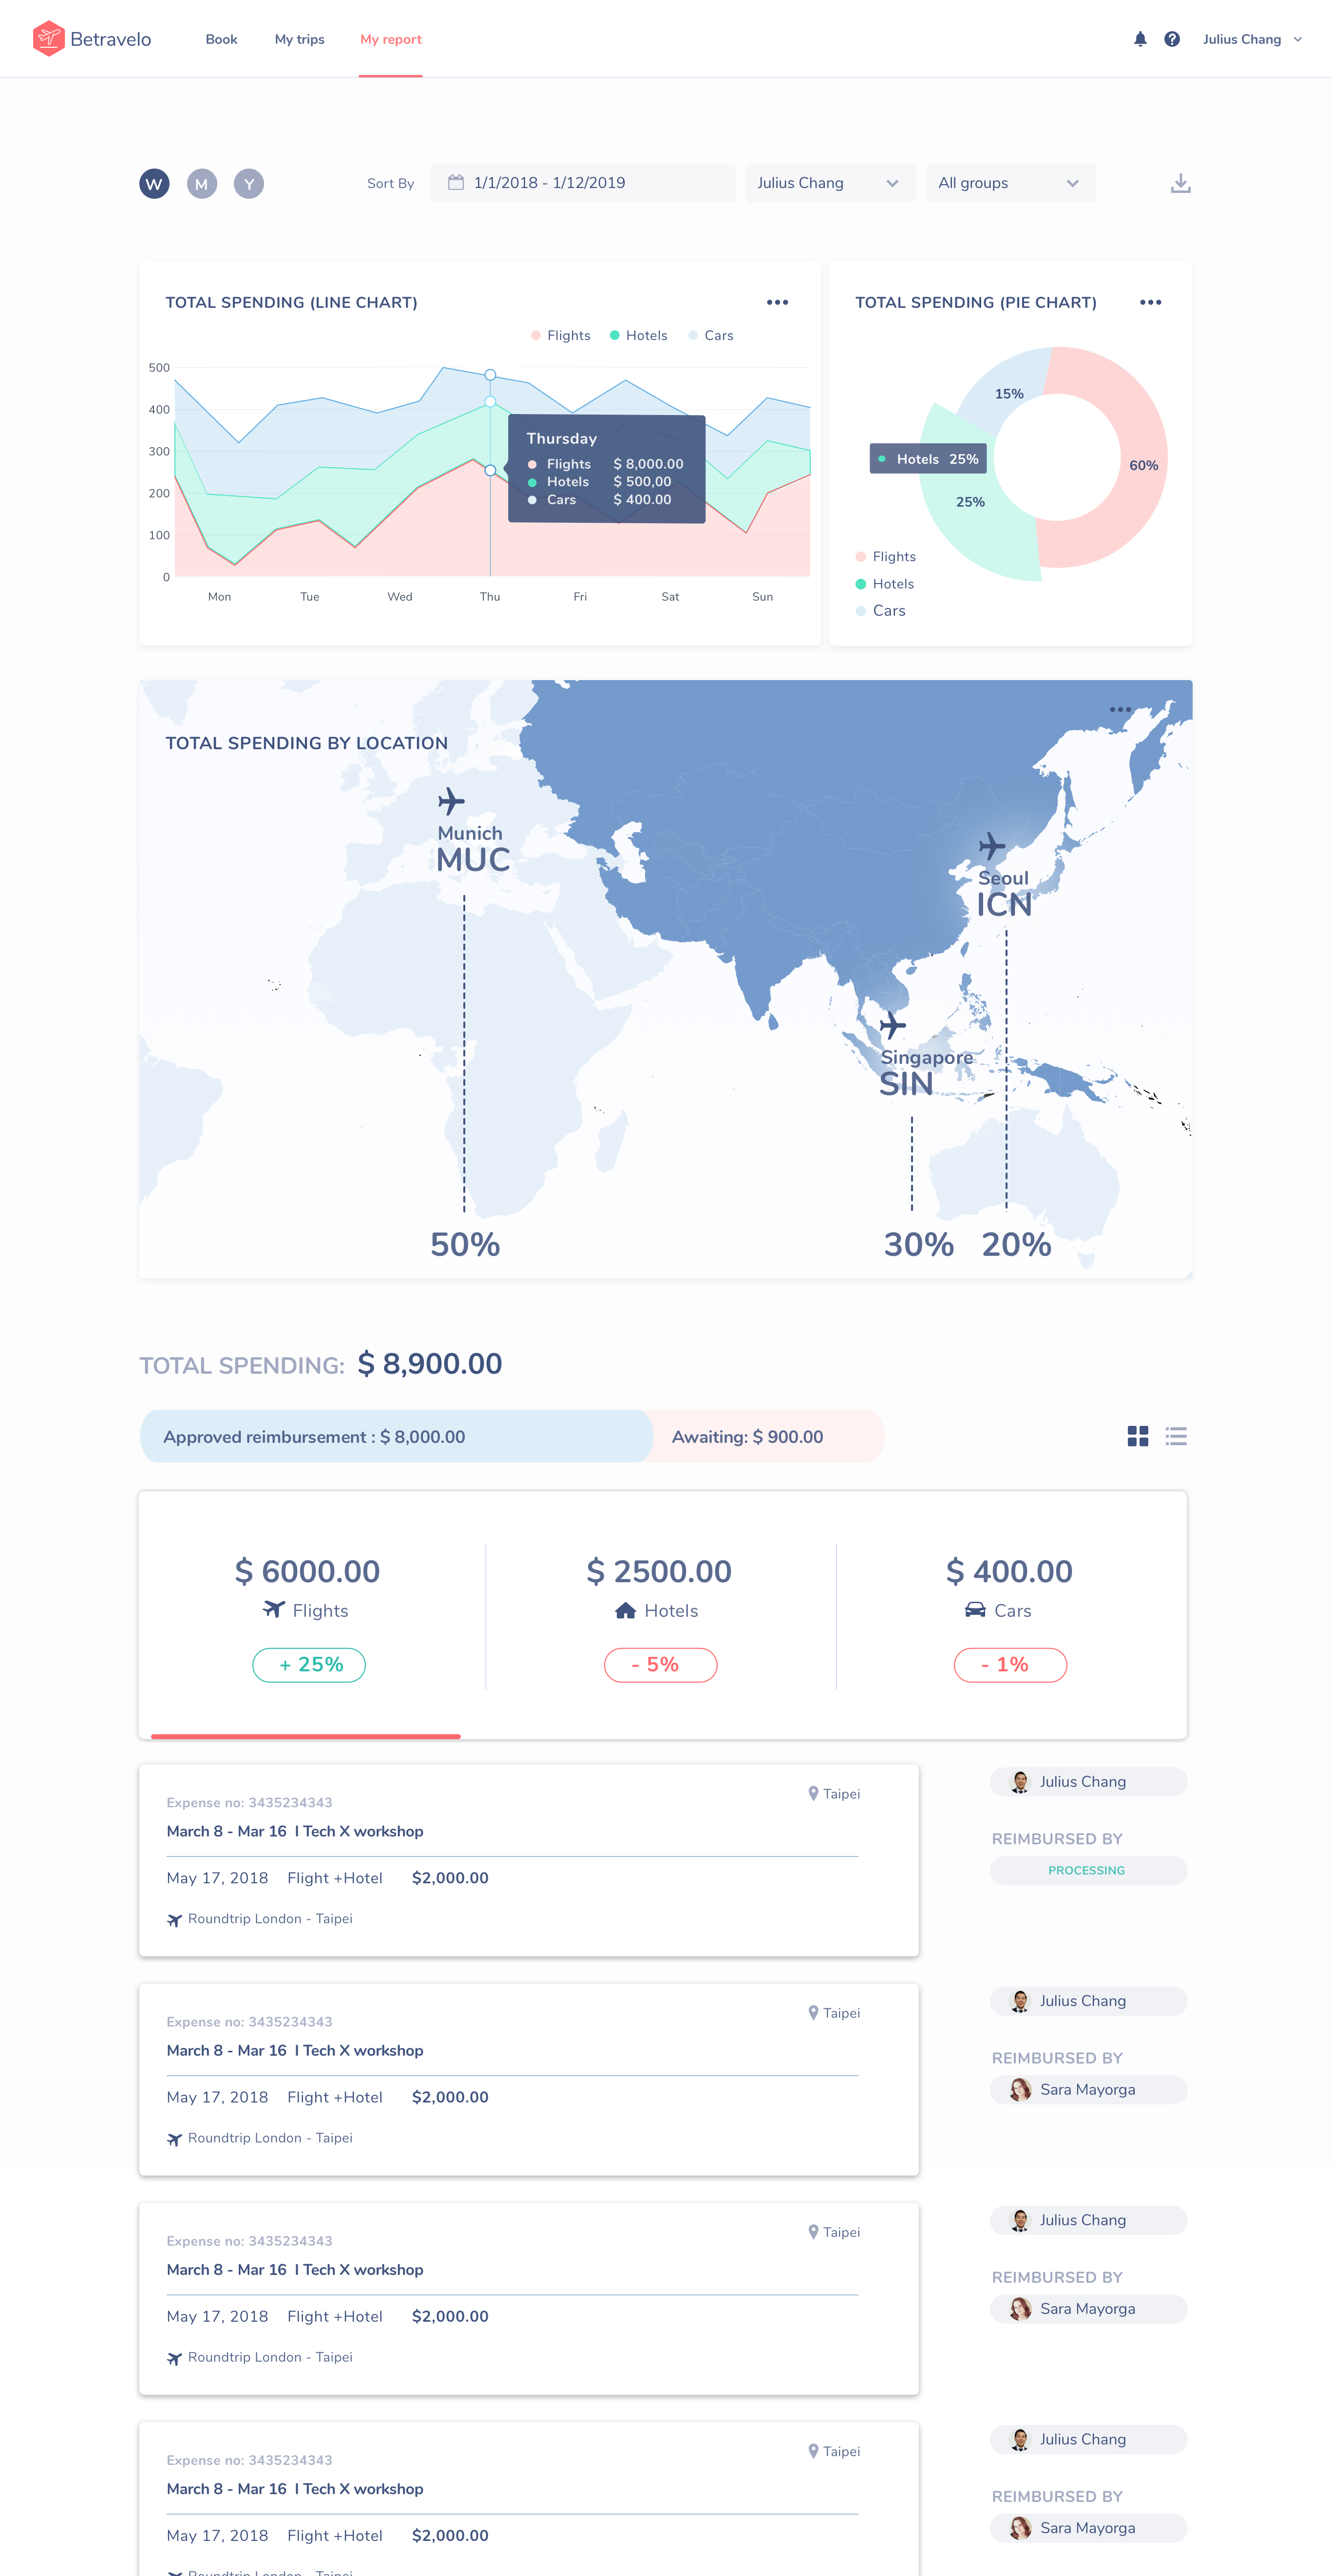 Betravelo
Book
My trips
My report
Julius Chang
W
M
Y
Sort By
1/1/2018 - 1/12/2019
Julius Chang
All groups
TOTAL SPENDING (LINE CHART)
Flights
Hotels
Cars
500
400
300
200
100
0
Mon
Tue
Wed
Thu
Fri
Sat
Sun
Thursday
Flights $ 8,000.00
Hotels $ 500,00
Cars $ 400.00
TOTAL SPENDING (PIE CHART)
15%
Hotels 25%
60%
25%
Flights
Hotels
Cars
TOTAL SPENDING BY LOCATION
Munich
MUC
Seoul
ICN
Singapore
SIN
50%
30%
20%
TOTAL SPENDING: $ 8,900.00
Approved reimbursement : $ 8,000.00
Awaiting: $ 900.00
$ 6000.00
Flights
+ 25%
$ 2500.00
Hotels
- 5%
$ 400.00
Cars
- 1%
Taipei
Expense no: 3435234343
March 8 - Mar 16 I Tech X workshop
May 17, 2018 Flight +Hotel $2,000.00
Roundtrip London - Taipei
Julius Chang
REIMBURSED BY
PROCESSING
Taipei
Expense no: 3435234343
March 8 - Mar 16 I Tech X workshop
May 17, 2018 Flight +Hotel $2,000.00
Roundtrip London - Taipei
Julius Chang
REIMBURSED BY
Sara Mayorga
Taipei
Expense no: 3435234343
March 8 - Mar 16 I Tech X workshop
May 17, 2018 Flight +Hotel $2,000.00
Roundtrip London - Taipei
Julius Chang
REIMBURSED BY
Sara Mayorga
Taipei
Expense no: 3435234343
March 8 - Mar 16 I Tech X workshop
May 17, 2018 Flight +Hotel $2,000.00
Roundtrip London - Taipei
Julius Chang
REIMBURSED BY
Sara Mayorga